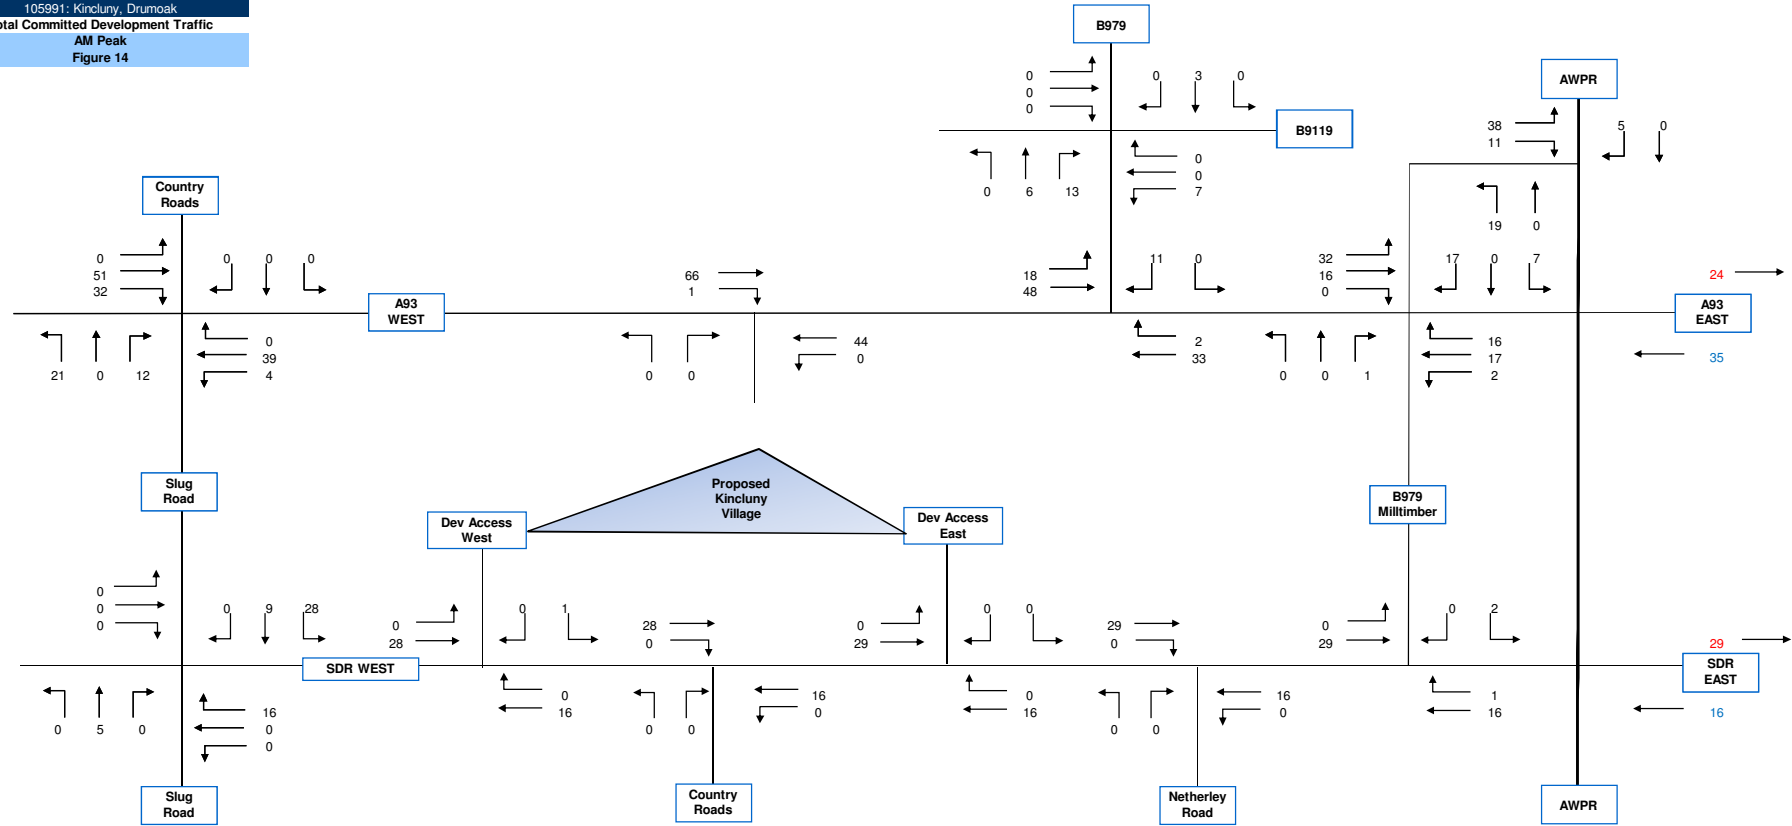 105991: Kincluny, Drumoak
otal Committed Development Traffic
AM Peak
Figure 14
B979
AWPR
0
0
0
0 3 0
B9119
38
11
5 0
0
0
7
0 6 13
19 0
Country
Roads
0
51
32
0 0 0
A93
WEST
66
1
18
48
11 0
32
16
0
17 0 7
24
A93
EAST
21 0 12
0
39
4
0 0
44
0
2
33
0 0 1
16
17
2
35
Slug
Road
Proposed
Kincluny
Village
Dev Access
West
Dev Access
East
B979
Milltimber
0
0
0
0 9 28
0
28
0 1
28
0
0
29
0 0
29
0
0
29
0 2
29
SDR WEST
SDR
EAST
0 5 0
16
0
0
0
16
0 0
16
0
0
16
0 0
16
0
1
16
16
Slug
Road
Country
Roads
Netherley
Road
AWPR